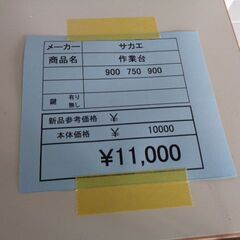 メーカー サカエ
商品名 作業台
900 750 900
鍵 有り
無し
新品参考価格 ¥
本体価格 ¥ 10000
¥11,000